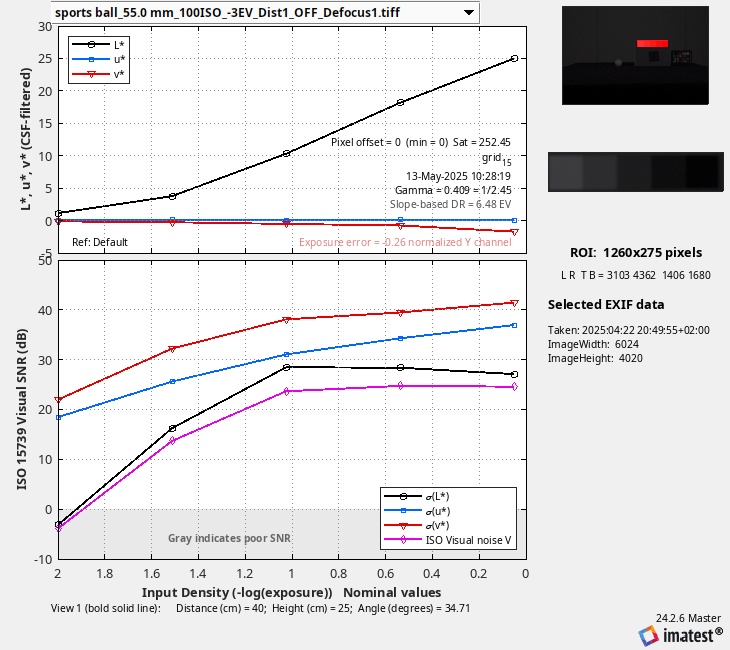 sports ball_55.0 mm_100ISO_-3EV_Dist1_OFF_Defocus1.tiff
30
25
20
15
10
5
0
-5
L*, u*, v* (CSF-filtered)
L*
u*
v*
Pixel offset = 0  (min = 0)  Sat = 252.45
grid15
13-May-2025 10:28:19
Gamma = 0.409 = 1/2.45
Slope-based DR = 6.48 EV
Ref: Default
Exposure error = -0.26 normalized Y channel
50
40
30
20
10
0
-10
ISO 15739 Visual SNR (dB)
σ(L*)
σ(u*)
σ(v*)
ISO Visual noise V
Gray indicates poor SNR
2 1.8 1.6 1.4 1.2 1 0.8 0.6 0.4 0.2 0
Input Density (-log(exposure))   Nominal values
View 1 (bold solid line):     Distance (cm) = 40;  Height (cm) = 25;  Angle (degrees) = 34.71
ROI:  1260x275 pixels
L R  T B = 3103 4362  1406 1680
Selected EXIF data
Taken: 2025:04:22 20:49:55+02:00
ImageWidth:  6024
ImageHeight:  4020
24.2.6 Master
imatest®